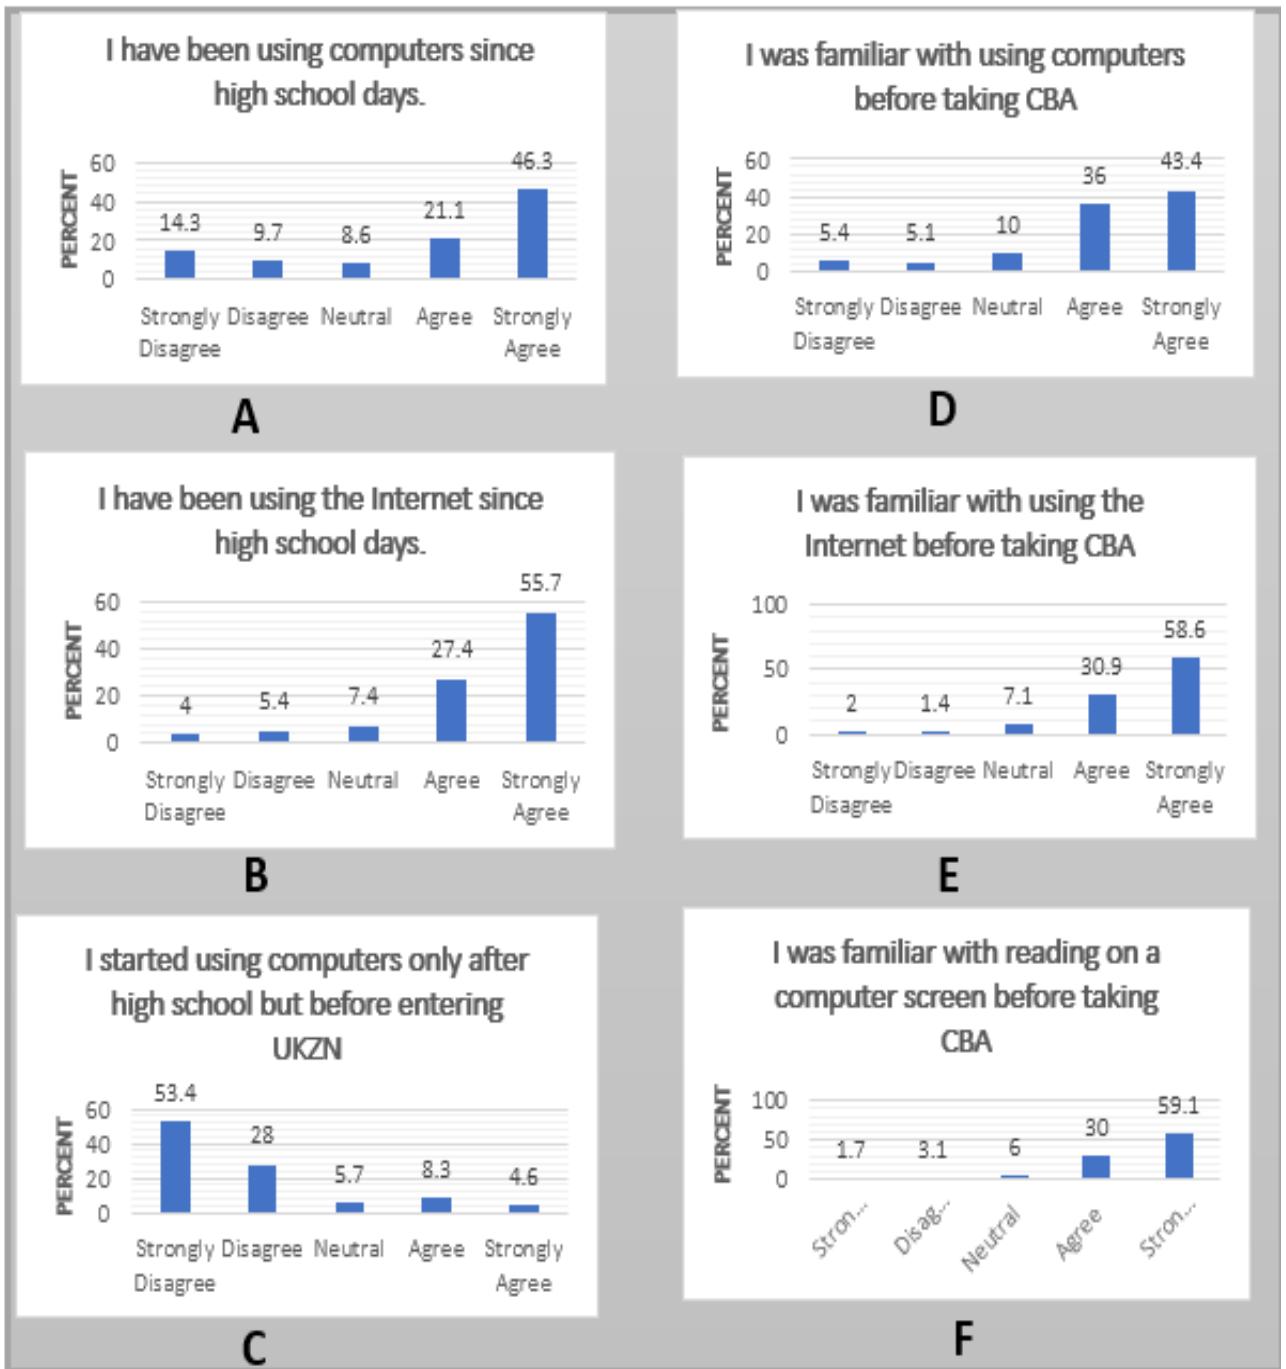 I have been using computers since
high school days.
PERCENT
60
40
20
0
14.3
9.7
8.6
21.1
46.3
Strongly Disagree Neutral Agree Strongly
Disagree Agree
A
I have been using the Internet since
high school days.
PERCENT
60
40
20
0
4
5.4
7.4
27.4
55.7
Strongly Disagree Neutral Agree Strongly
Disagree Agree
B
I started using computers only after
high school but before entering
UKZN
PERCENT
60
40
20
0
53.4
28
5.7
8.3
4.6
Strongly Disagree Neutral Agree Strongly
Disagree Agree
C
I was familiar with using computers
before taking CBA
PERCENT
60
40
20
0
5.4
5.1
10
36
43.4
Strongly Disagree Neutral Agree Strongly
Disagree Agree
D
I was familiar with using the
Internet before taking CBA
PERCENT
100
50
0
2
1.4
7.1
30.9
58.6
Strongly Disagree Neutral Agree Strongly
Disagree Agree
E
I was familiar with reading on a
computer screen before taking
CBA
PERCENT
100
50
0
1.7
3.1
6
30
59.1
Stron...
Disag...
Neutral
Agree
Stron...
F